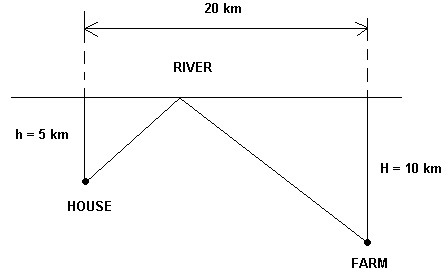 20 km
RIVER
h = 5 km
H = 10 km
HOUSE
FARM